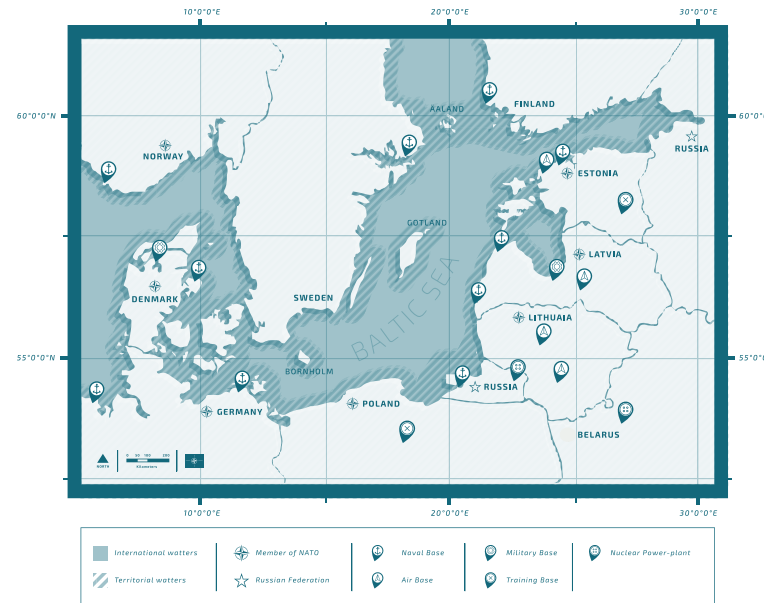 10°0'0"E 20°0'0"E 30°0'0"E
60°0'0"N 60°0'0"
AALAND
FINLAND
NORWAY
RUSSIA
ESTONIA
GOTLAND
LATVIA
BALTIC SEA
DENMARK
SWEDEN
LITHUAIA
55°0'0"N 55°0'0"N
BORNHOLM
RUSSIA
GERMANY
POLAND
BELARUS
0 50 100 200
NORTH
Kilometers
10°0'0"E 20°0'0"E 30°0'0"E
International watters Member of NATO Naval Base Military Base Nuclear Power-plant
Territorial watters Russian Federation Air Base Training Base